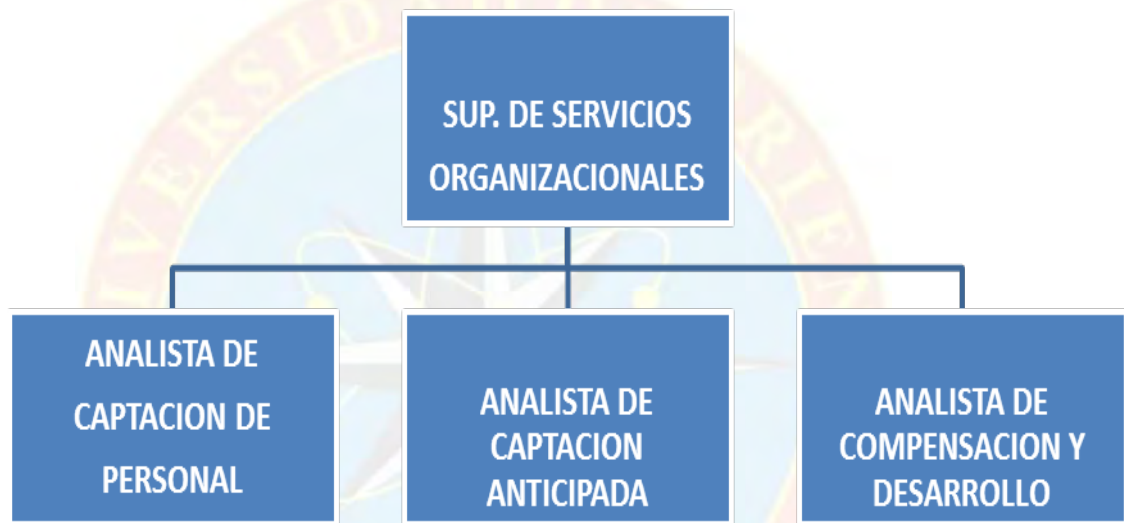 SUP. DE SERVICIOS
ORGANIZACIONALES
ANALISTA DE
CAPTACION DE
PERSONAL
ANALISTA DE
CAPTACION
ANTICIPADA
ANALISTA DE
COMPENSACION Y
DESARROLLO